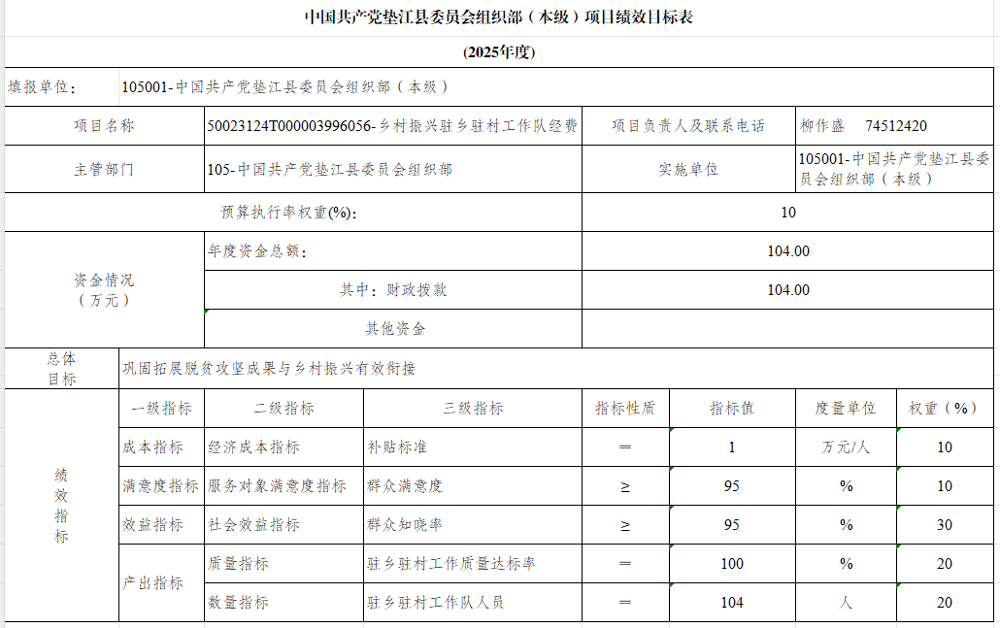 中国共产党垫江县委员会组织部（本级）项目绩效目标表
(2025年度)
填报单位: 105001-中国共产党垫江县委员会组织部（本级）
项目名称 50023124T000003996056-乡村振兴驻乡驻村工作队经费 项目负责人及联系电话 柳作盛 74512420
主管部门 105-中国共产党垫江县委员会组织部 实施单位 105001-中国共产党垫江县委
员会组织部（本级）
预算执行率权重(%): 10
资金情况
（万元）
年度资金总额: 104.00
其中: 财政拨款 104.00
其他资金
总体
目标
巩固拓展脱贫攻坚成果与乡村振兴有效衔接
绩
效
指
标
一级指标 二级指标 三级指标 指标性质 指标值 度量单位 权重（%）
成本指标 经济成本指标 补贴标准 ＝ 1 万元/人 10
满意度指标 服务对象满意度指标 群众满意度 ≥ 95 % 10
效益指标 社会效益指标 群众知晓率 ≥ 95 % 30
产出指标
质量指标 驻乡驻村工作质量达标率 ＝ 100 % 20
数量指标 驻乡驻村工作队人员 ＝ 104 人 20